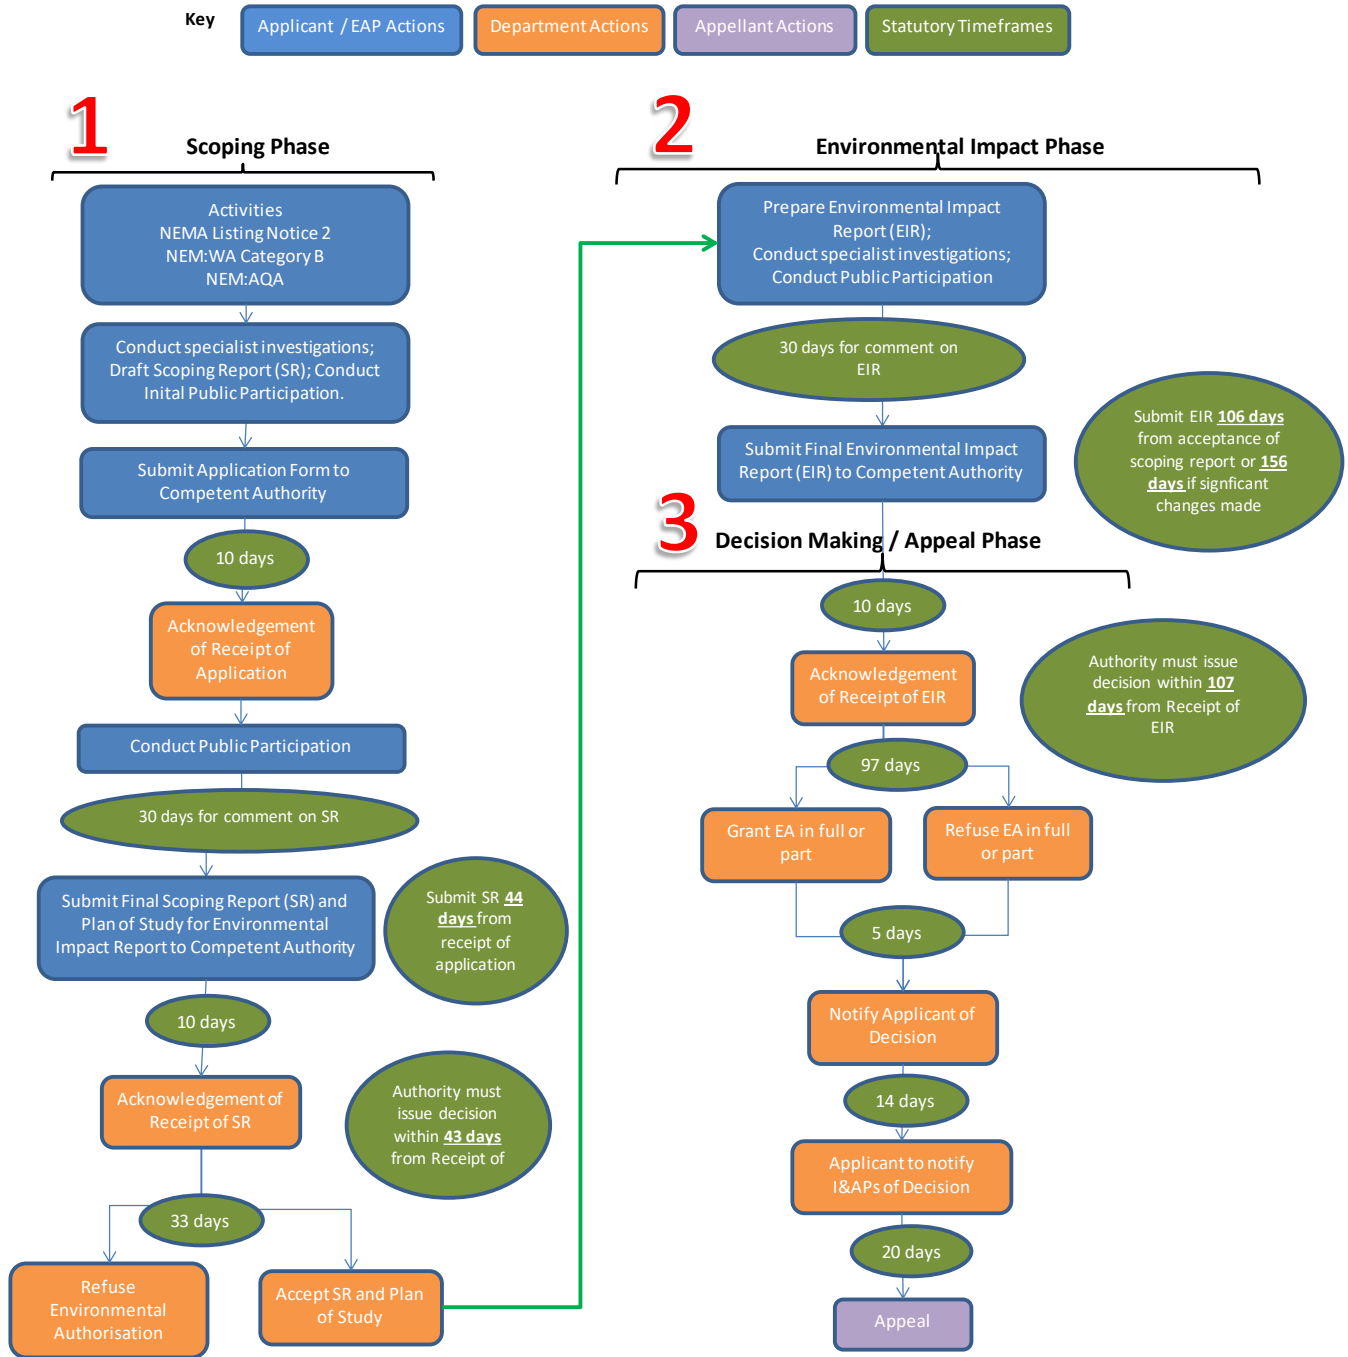 Key
Applicant / EAP Actions
Department Actions
Appellant Actions
Statutory Timeframes
1
Scoping Phase
Activities
NEMA Listing Notice 2
NEM:WA Category B
NEM:AQA
Conduct specialist investigations;
Draft Scoping Report (SR); Conduct
Inital Public Participation.
Submit Application Form to
Competent Authority
10 days
Acknowledgement
of Receipt of
Application
Conduct Public Participation
30 days for comment on SR
Submit Final Scoping Report (SR) and
Plan of Study for Environmental
Impact Report to Competent Authority
Submit SR 44
days from
receipt of
application
10 days
Acknowledgement of
Receipt of SR
Authority must
issue decision
within 43 days
from Receipt of
33 days
Refuse
Environmental
Authorisation
Accept SR and Plan
of Study
2
Environmental Impact Phase
Prepare Environmental Impact
Report (EIR);
Conduct specialist investigations;
Conduct Public Participation
30 days for comment on
EIR
Submit Final Environmental Impact
Report (EIR) to Competent Authority
Submit EIR 106 days
from acceptance of
scoping report or 156
days if signficant
changes made
3
Decision Making / Appeal Phase
10 days
Acknowledgement
of Receipt of EIR
Authority must issue
decision within 107
days from Receipt of
EIR
97 days
Grant EA in full or
part
Refuse EA in full
or part
5 days
Notify Applicant of
Decision
14 days
Applicant to notify
I&APs of Decision
20 days
Appeal